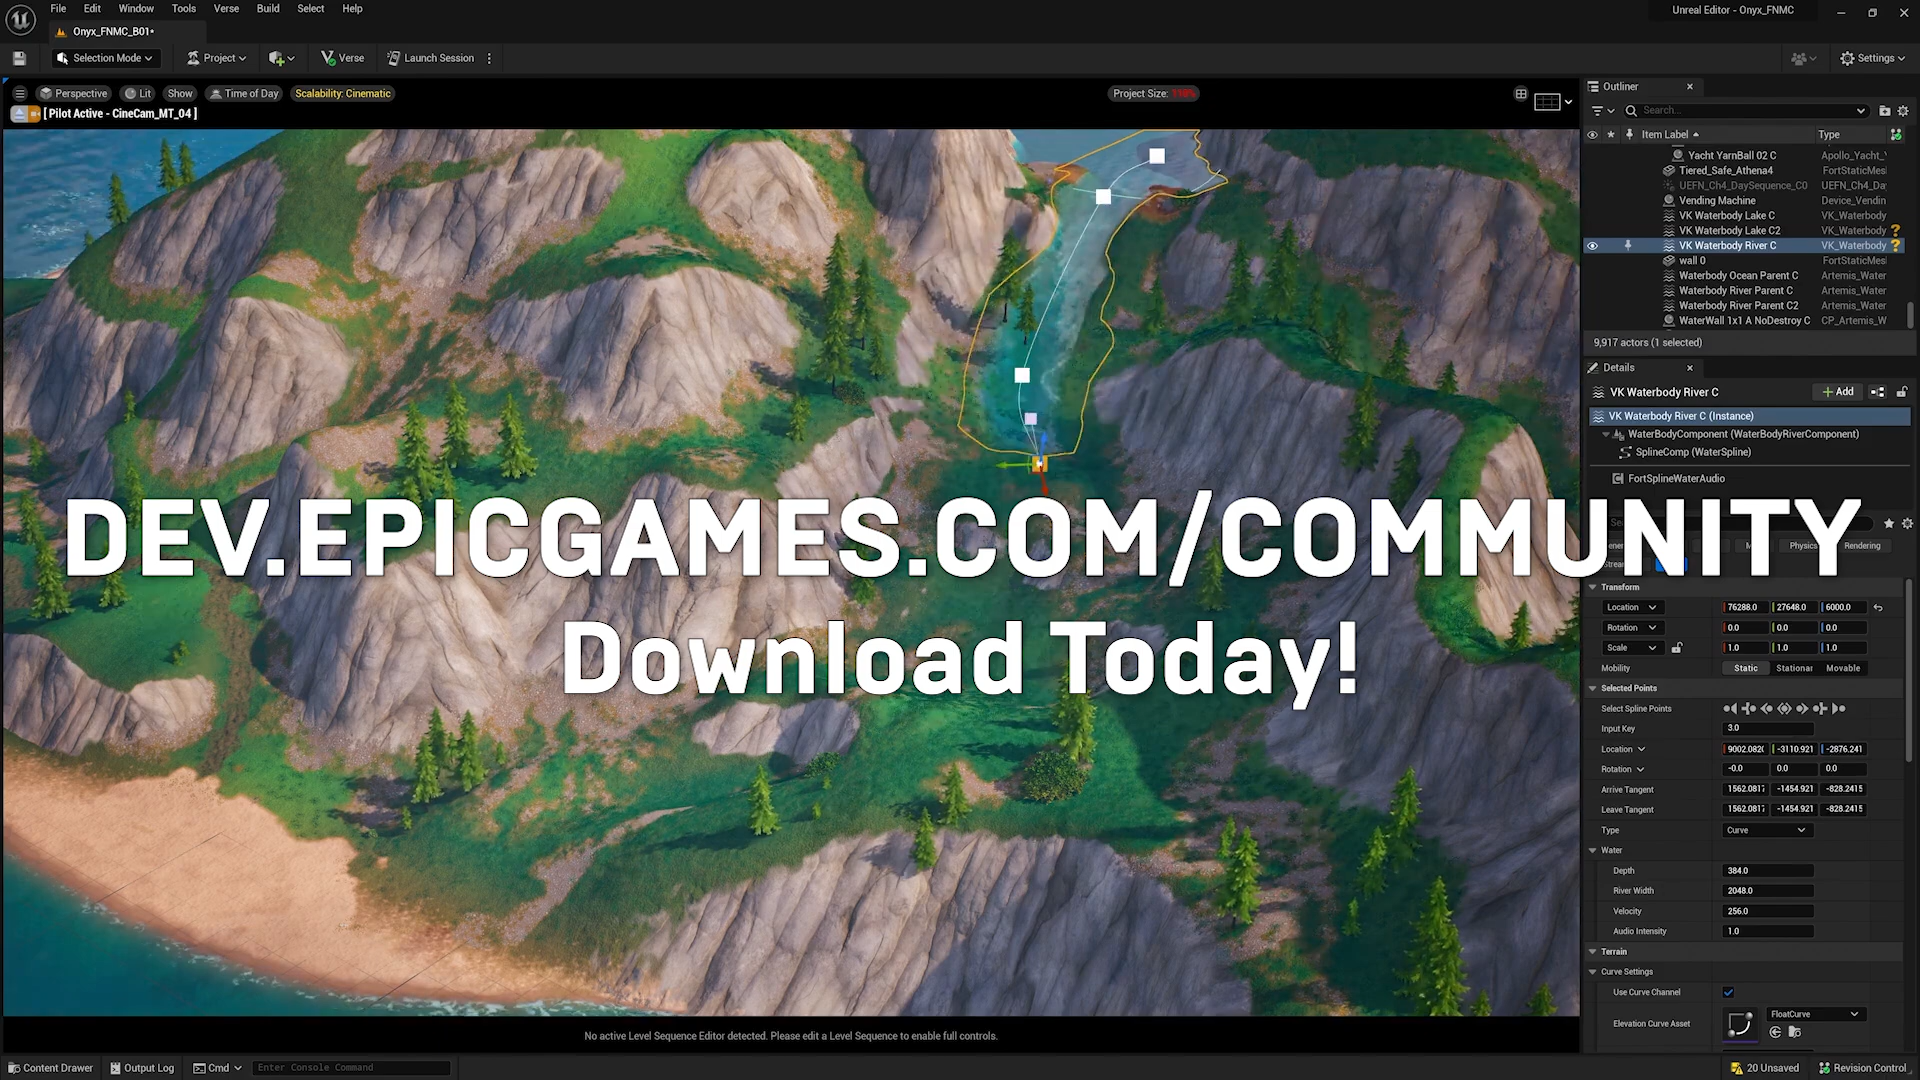 File Edit Window Tools Verse Build Select Help
Unreal Editor - Onyx_FNMC
Onyx_FNMC_B01*
Selection Mode Project Verse Launch Session Settings
Perspective Lit Show Time of Day Scalability: Cinematic Project Size: 118%
[ Pilot Active - CineCam_MT_04 ]
Outliner
Search...
Item Label Type
Yacht YarnBall 02 C Apollo_Yacht_
Tiered_Safe_Athena4 FortStaticMesl
UEFN_Ch4_DaySequence_C0 UEFN_Ch4_Da
Vending Machine Device_Vendin
VK Waterbody Lake C VK_Waterbody
VK Waterbody Lake C2 VK_Waterbody
VK Waterbody River C VK_Waterbody
wall 0 FortStaticMesl
Waterbody Ocean Parent C Artemis_Water
Waterbody River Parent C Artemis_Water
Waterbody River Parent C2 Artemis_Water
WaterWall 1x1 A NoDestroy C CP_Artemis_W
9,917 actors (1 selected)
Details
VK Waterbody River C Add
VK Waterbody River C (Instance)
WaterBodyComponent (WaterBodyRiverComponent)
SplineComp (WaterSpline)
FortSplineWaterAudio
DEV.EPICGAMES.COM/COMMUNITY
Download Today!
Physics Rendering
Transform
Location 76288.0 27648.0 6000.0
Rotation 0.0 0.0 0.0
Scale 1.0 1.0 1.0
Mobility Static Stationar Movable
Selected Points
Select Spline Points
Input Key 3.0
Location 9002.082( -3110.921 -2876.241
Rotation -0.0 0.0 0.0
Arrive Tangent 1562.081 -1454.921 -828.2415
Leave Tangent 1562.081 -1454.921 -828.2415
Type Curve
Water
Depth 384.0
River Width 2048.0
Velocity 256.0
Audio Intensity 1.0
Terrain
Curve Settings
Use Curve Channel
Elevation Curve Asset FloatCurve
No active Level Sequence Editor detected. Please edit a Level Sequence to enable full controls.
Content Drawer Output Log Cmd Enter Console Command 20 Unsaved Revision Control